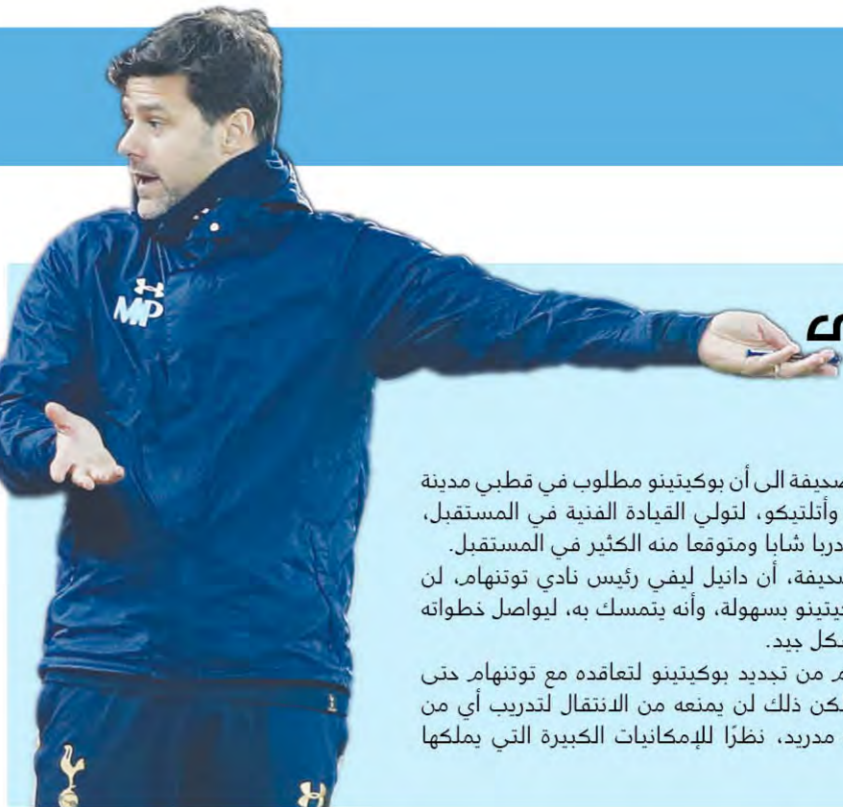 MP
صحيفة الى أن بوكيتينو مطلوب في قطبي مدينة
وأتلتيكو، لتولي القيادة الفنية في المستقبل،
دربا شابا ومتوقعا منه الكثير في المستقبل.
صحيفة، أن دانيل ليفي رئيس نادي توتنهام، لن
كيتينو بسهولة، وأنه يتمسك به، ليواصل خطواته
شكل جيد.
م من تجديد بوكيتينو لتعاقده مع توتنهام حتى
لكن ذلك لن يمنعه من الانتقال لتدريب أي من
مدريد، نظرًا للإمكانيات الكبيرة التي يملكها